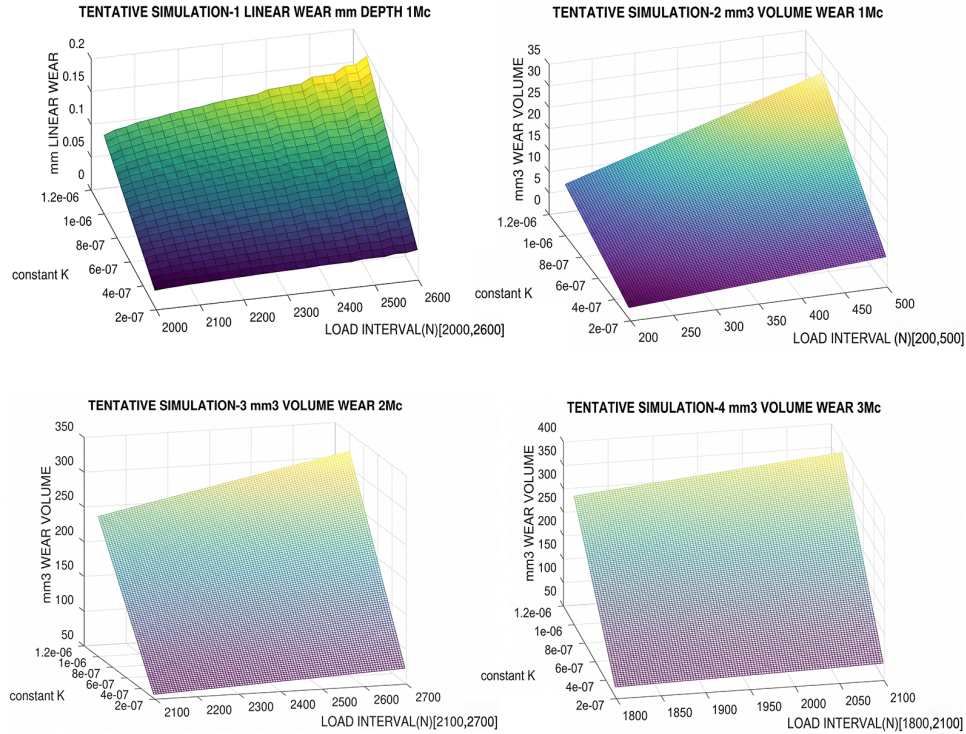 TENTATIVE SIMULATION-1 LINEAR WEAR mm DEPTH 1Mc
0.2
0.15
0.1
0.05
0
mm LINEAR WEAR
1.2e-06
1e-06
8e-07
6e-07
4e-07
2e-07
constant K
2000
2100
2200
2300
2400
2500
2600
LOAD INTERVAL(N)[2000,2600]
TENTATIVE SIMULATION-2 mm3 VOLUME WEAR 1Mc
35
30
25
20
15
10
5
0
mm3 WEAR VOLUME
1.2e-06
1e-06
8e-07
6e-07
4e-07
2e-07
constant K
200
250
300
350
400
450
500
LOAD INTERVAL (N)[200,500]
TENTATIVE SIMULATION-3 mm3 VOLUME WEAR 2Mc
350
300
250
200
150
100
50
mm3 WEAR VOLUME
1.2e-06
1e-06
8e-07
6e-07
4e-07
2e-07
constant K
2100
2200
2300
2400
2500
2600
2700
LOAD INTERVAL(N)[2100,2700]
TENTATIVE SIMULATION-4 mm3 VOLUME WEAR 3Mc
400
350
300
250
200
150
100
50
mm3 WEAR VOLUME
1.2e-06
1e-06
8e-07
6e-07
4e-07
2e-07
constant K
1800
1850
1900
1950
2000
2050
2100
LOAD INTERVAL(N)[1800,2100]